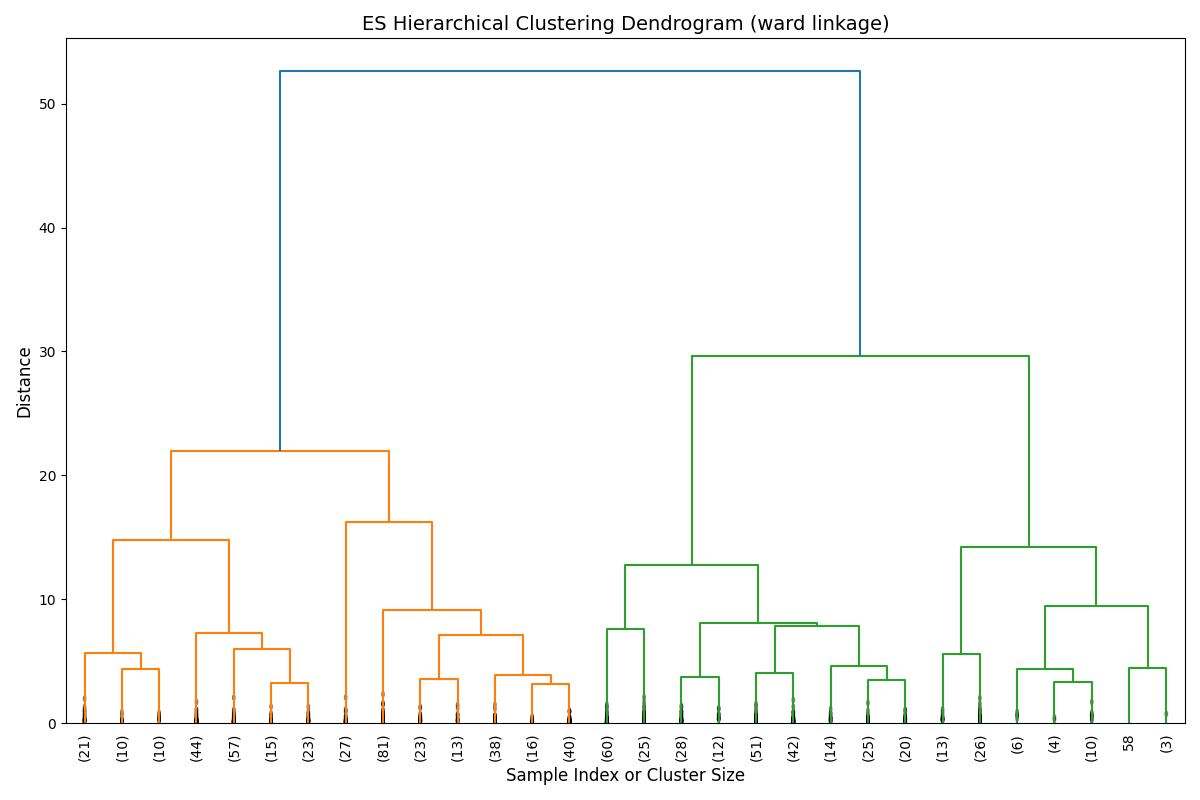 ES Hierarchical Clustering Dendrogram (ward linkage)
50
40
30
20
10
0
Distance
(21) (10) (10) (44) (57) (15) (23) (27) (81) (23) (13) (38) (16) (40) (60) (25) (28) (12) (51) (42) (14) (25) (20) (13) (26) (6) (4) (10) 58 (3)
Sample Index or Cluster Size